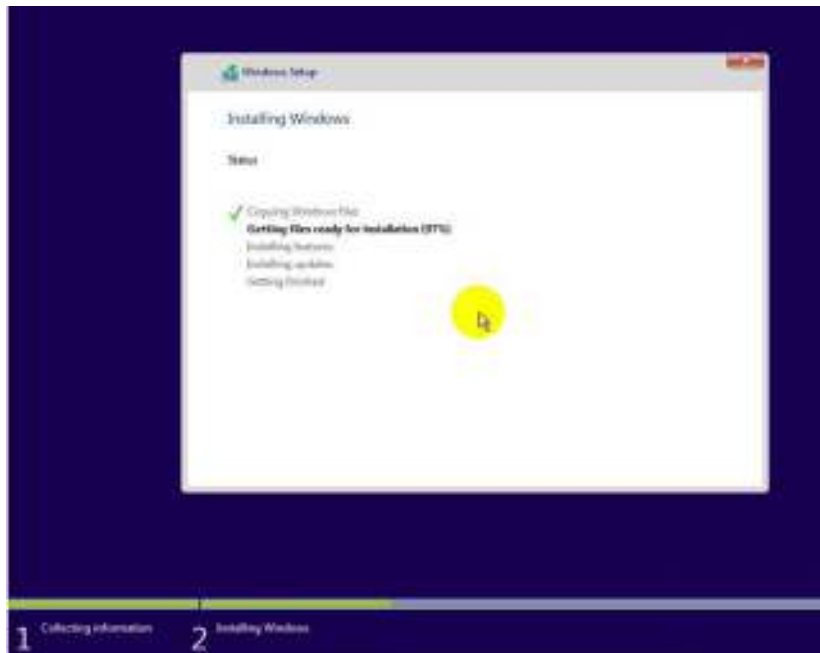 Windows Setup
Installing Windows
Status
Copying Windows files
Getting files ready for installation (97%)
Installing features
Installing updates
Getting finished
1 Collecting information
2 Installing Windows